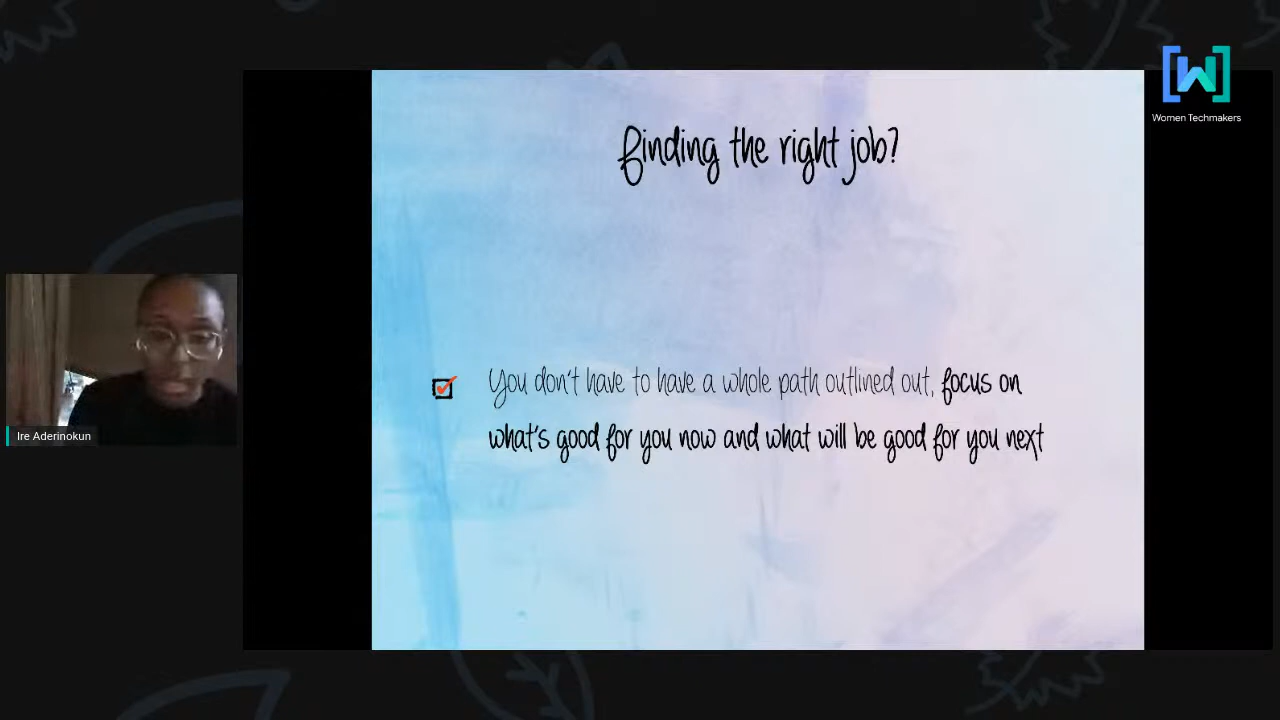 Women Techmakers
Finding the right job?
You don't have to have a whole path outlined out, focus on
what's good for you now and what will be good for you next
Ire Aderinokun